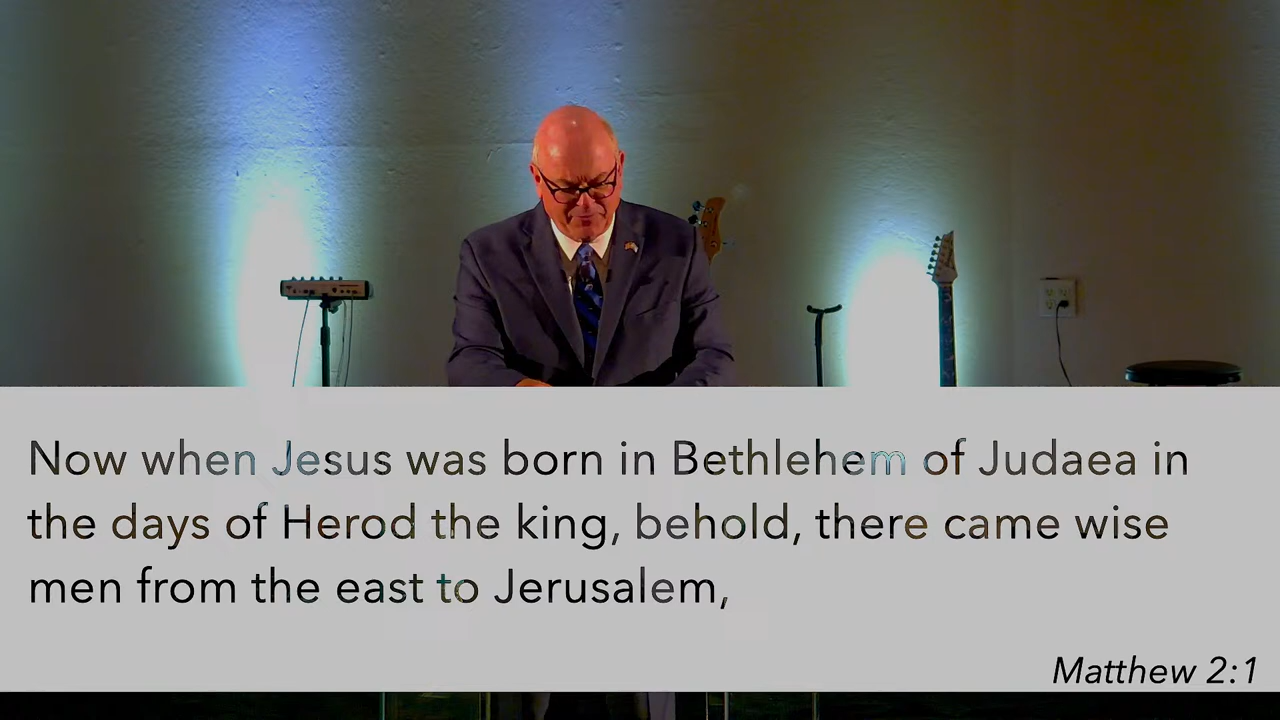 Now when Jesus was born in Bethlehem of Judaea in
the days of Herod the king, behold, there came wise
men from the east to Jerusalem,
Matthew 2:1